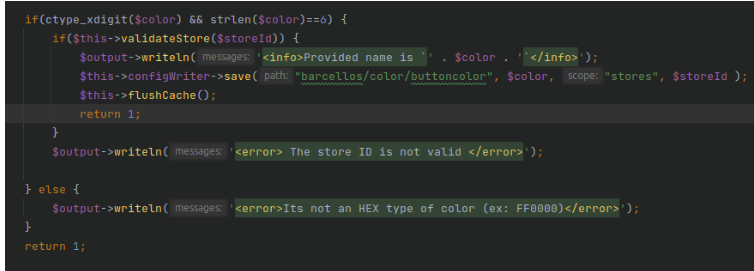 if(ctype_xdigit($color) && strlen($color)==6) {
if($this->validateStore($storeId)) {
$output->writeln( messages: '<info>Provided name is `' . $color . '`</info>');
$this->configWriter->save( path: "barcellos/color/buttoncolor", $color, scope: "stores", $storeId );
$this->flushCache();
return 1;
}
$output->writeln( messages: '<error> The store ID is not valid </error>');
} else {
$output->writeln( messages: '<error>Its not an HEX type of color (ex: FF0000)</error>');
}
return 1;